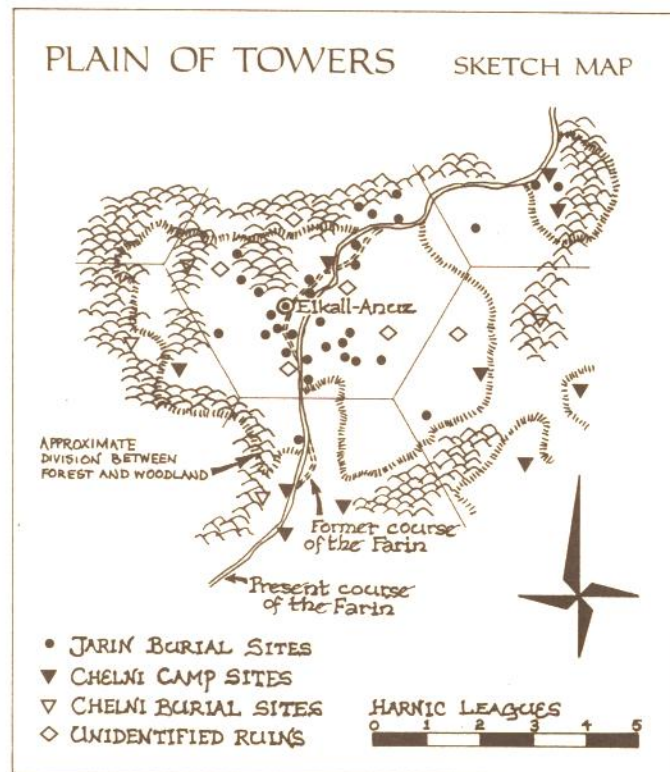 PLAIN OF TOWERS SKETCH MAP
Elkall-Anuz
APPROXIMATE
DIVISION BETWEEN
FOREST AND WOODLAND
Former course
of the Farin
Present course
of the Farin
JARIN BURIAL SITES
CHELNI CAMP SITES
CHELNI BURIAL SITES
UNIDENTIFIED RUINS
HARNIC LEAGUES
0 1 2 3 4 5